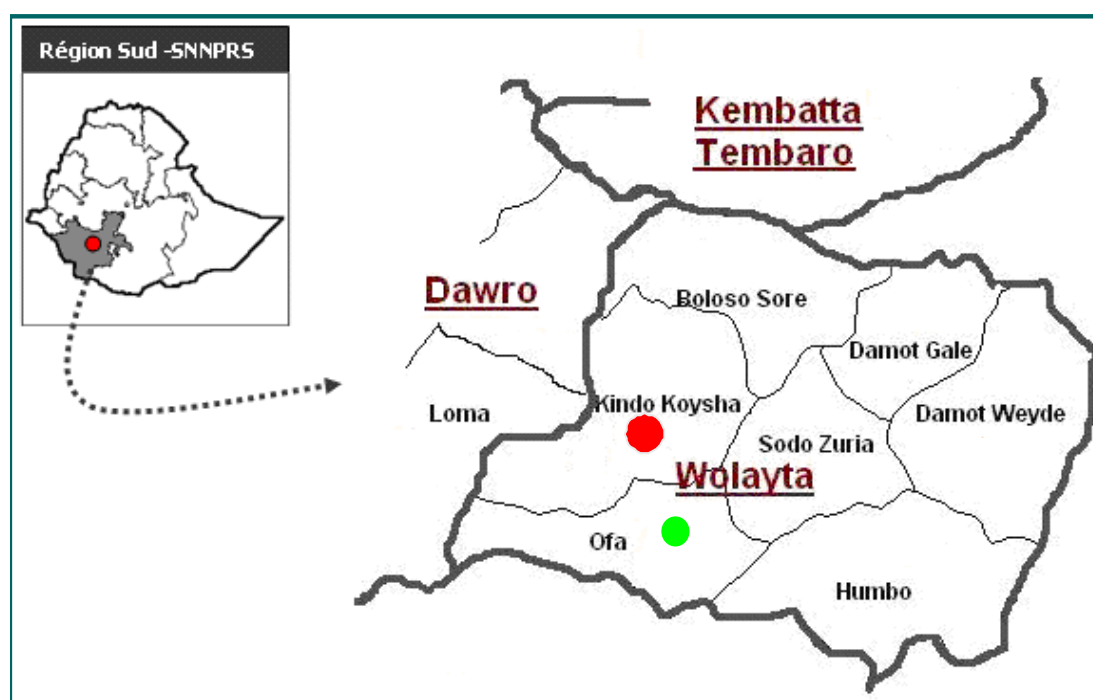 Région Sud -SNNPRS
Kembatta
Tembaro
Dawro
Boloso Sore
Damot Gale
Loma
Kindo Koysha
Damot Weyde
Sodo Zuria
Wolayta
Ofa
Humbo